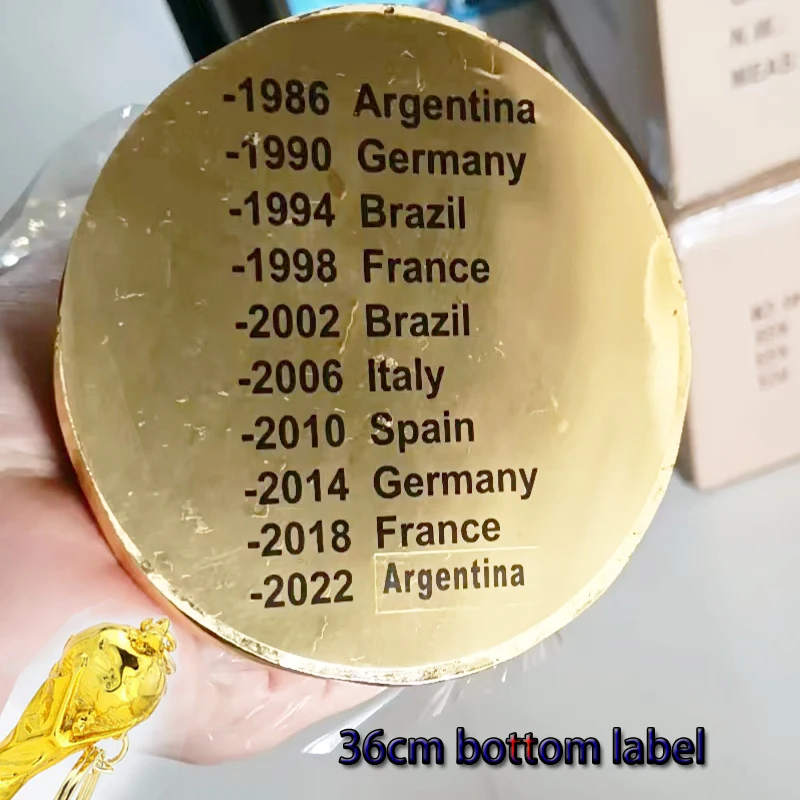 -1986 Argentina
-1990 Germany
-1994 Brazil
-1998 France
-2002 Brazil
-2006 Italy
-2010 Spain
-2014 Germany
-2018 France
-2022 Argentina
36cm bottom label